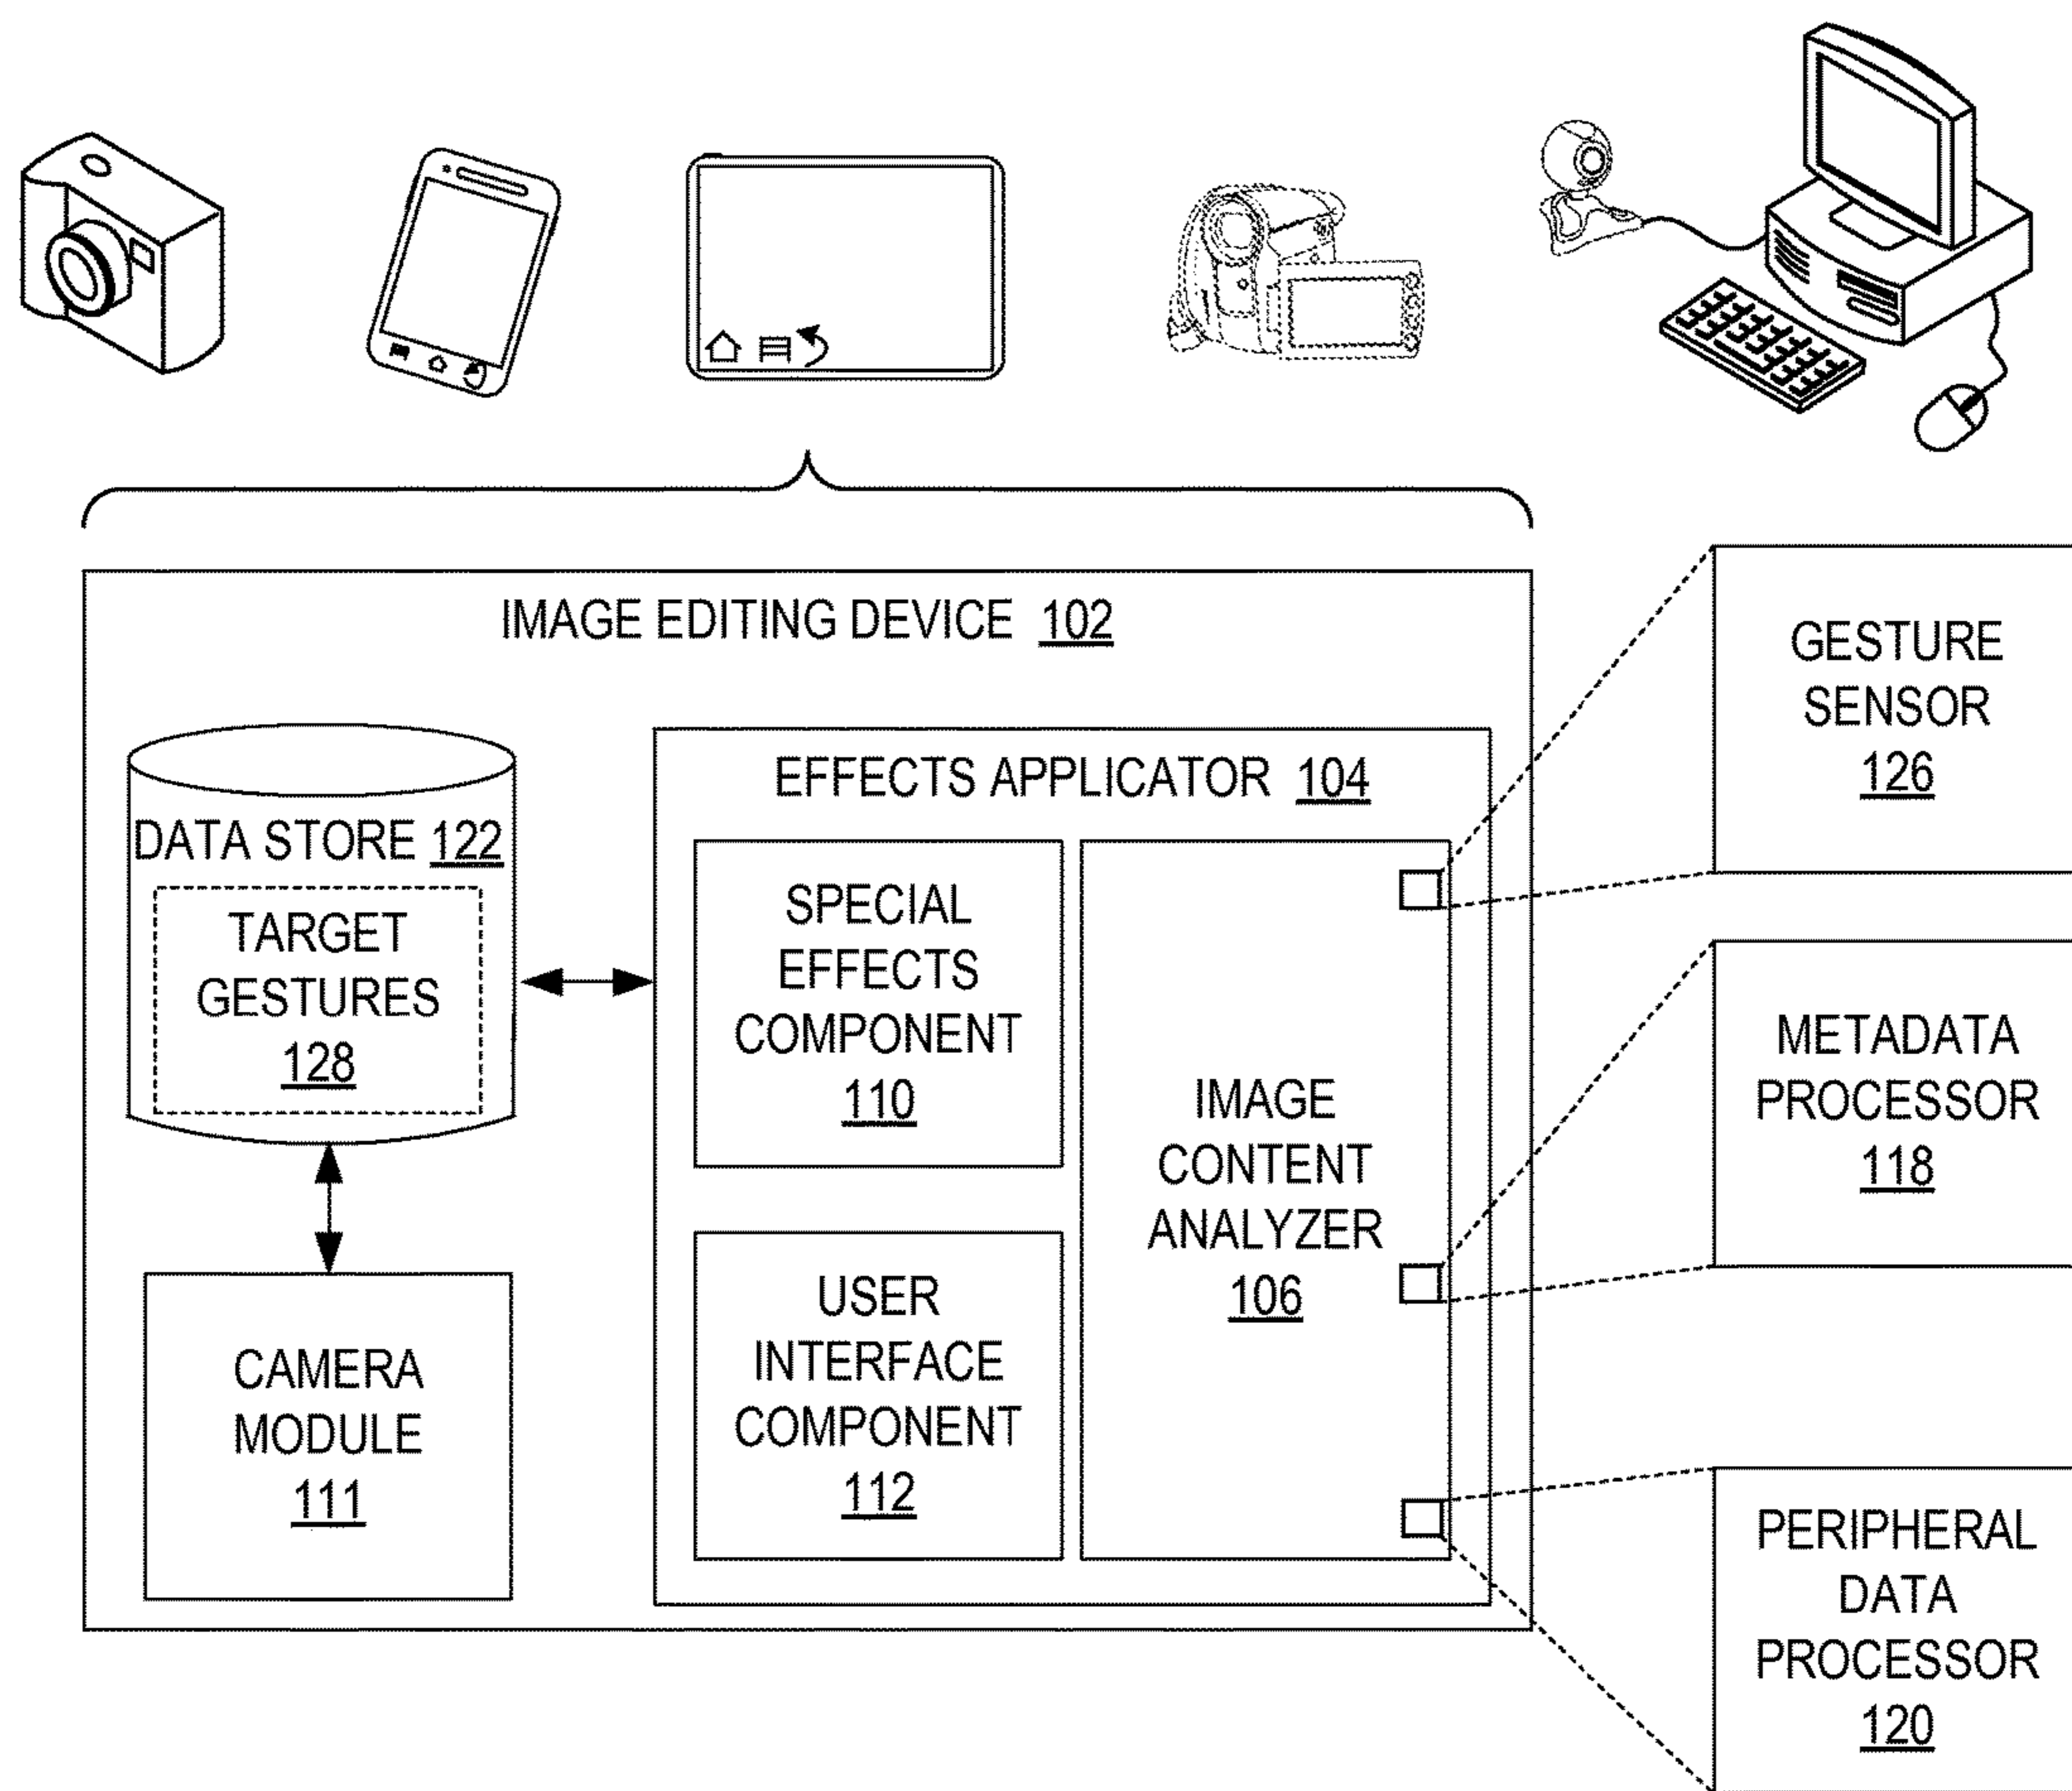 IMAGE EDITING DEVICE 102
DATA STORE 122
TARGET
GESTURES
128
CAMERA
MODULE
111
EFFECTS APPLICATOR 104
SPECIAL
EFFECTS
COMPONENT
110
USER
INTERFACE
COMPONENT
112
IMAGE
CONTENT
ANALYZER
106
GESTURE
SENSOR
126
METADATA
PROCESSOR
118
PERIPHERAL
DATA
PROCESSOR
120